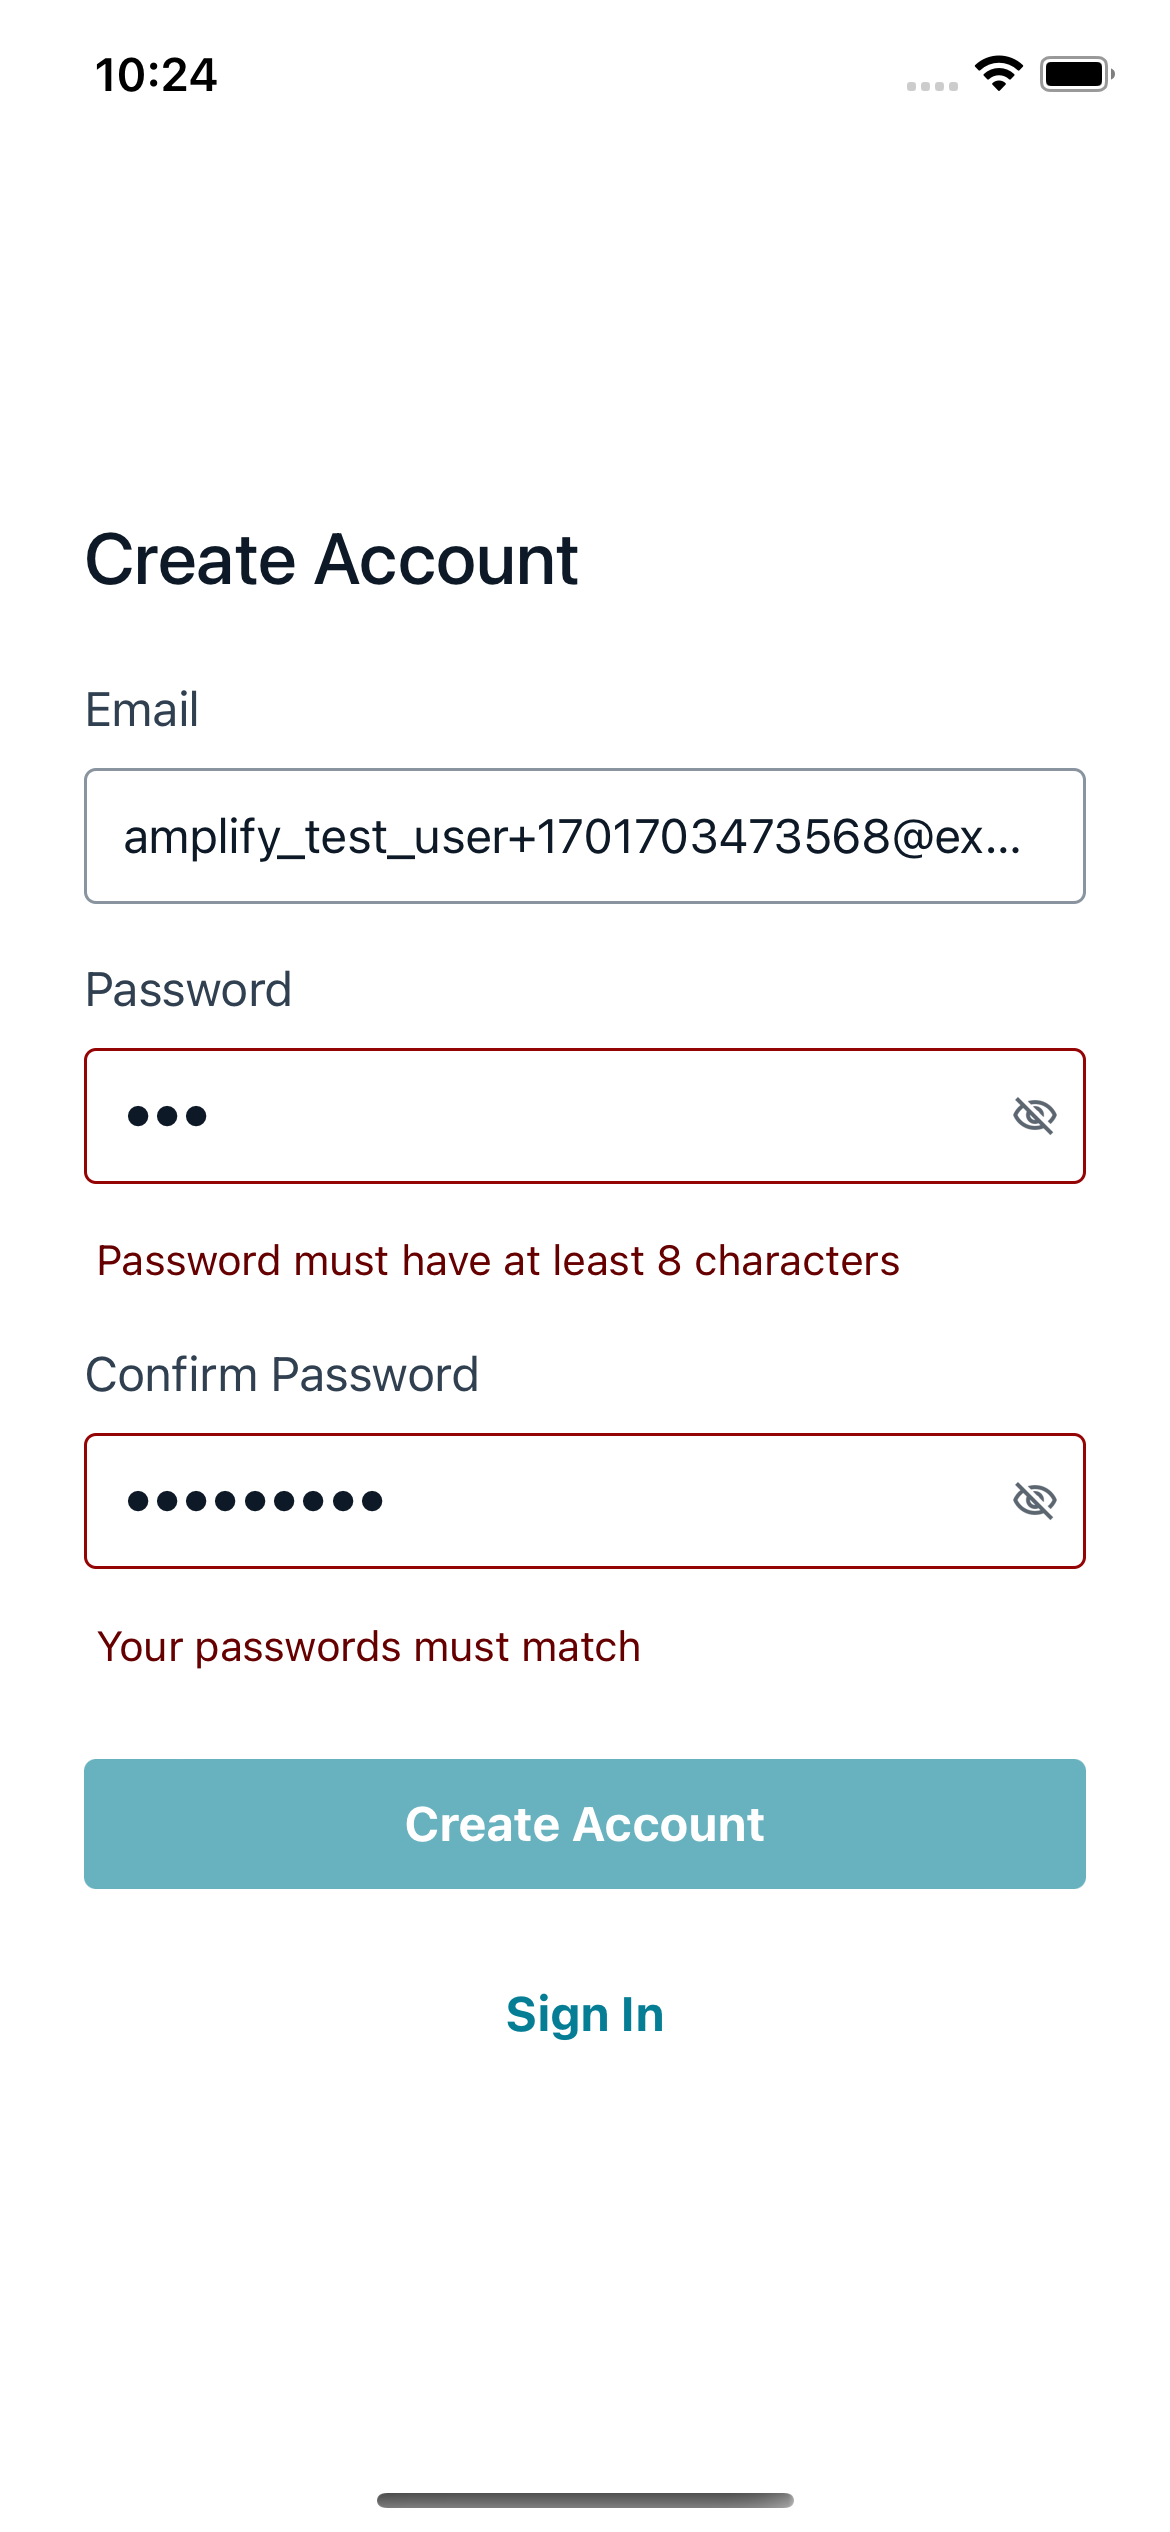 10:24
Create Account
Email
amplify_test_user+1701703473568@ex...
Password
•••
Password must have at least 8 characters
Confirm Password
•••••••••
Your passwords must match
Create Account
Sign In